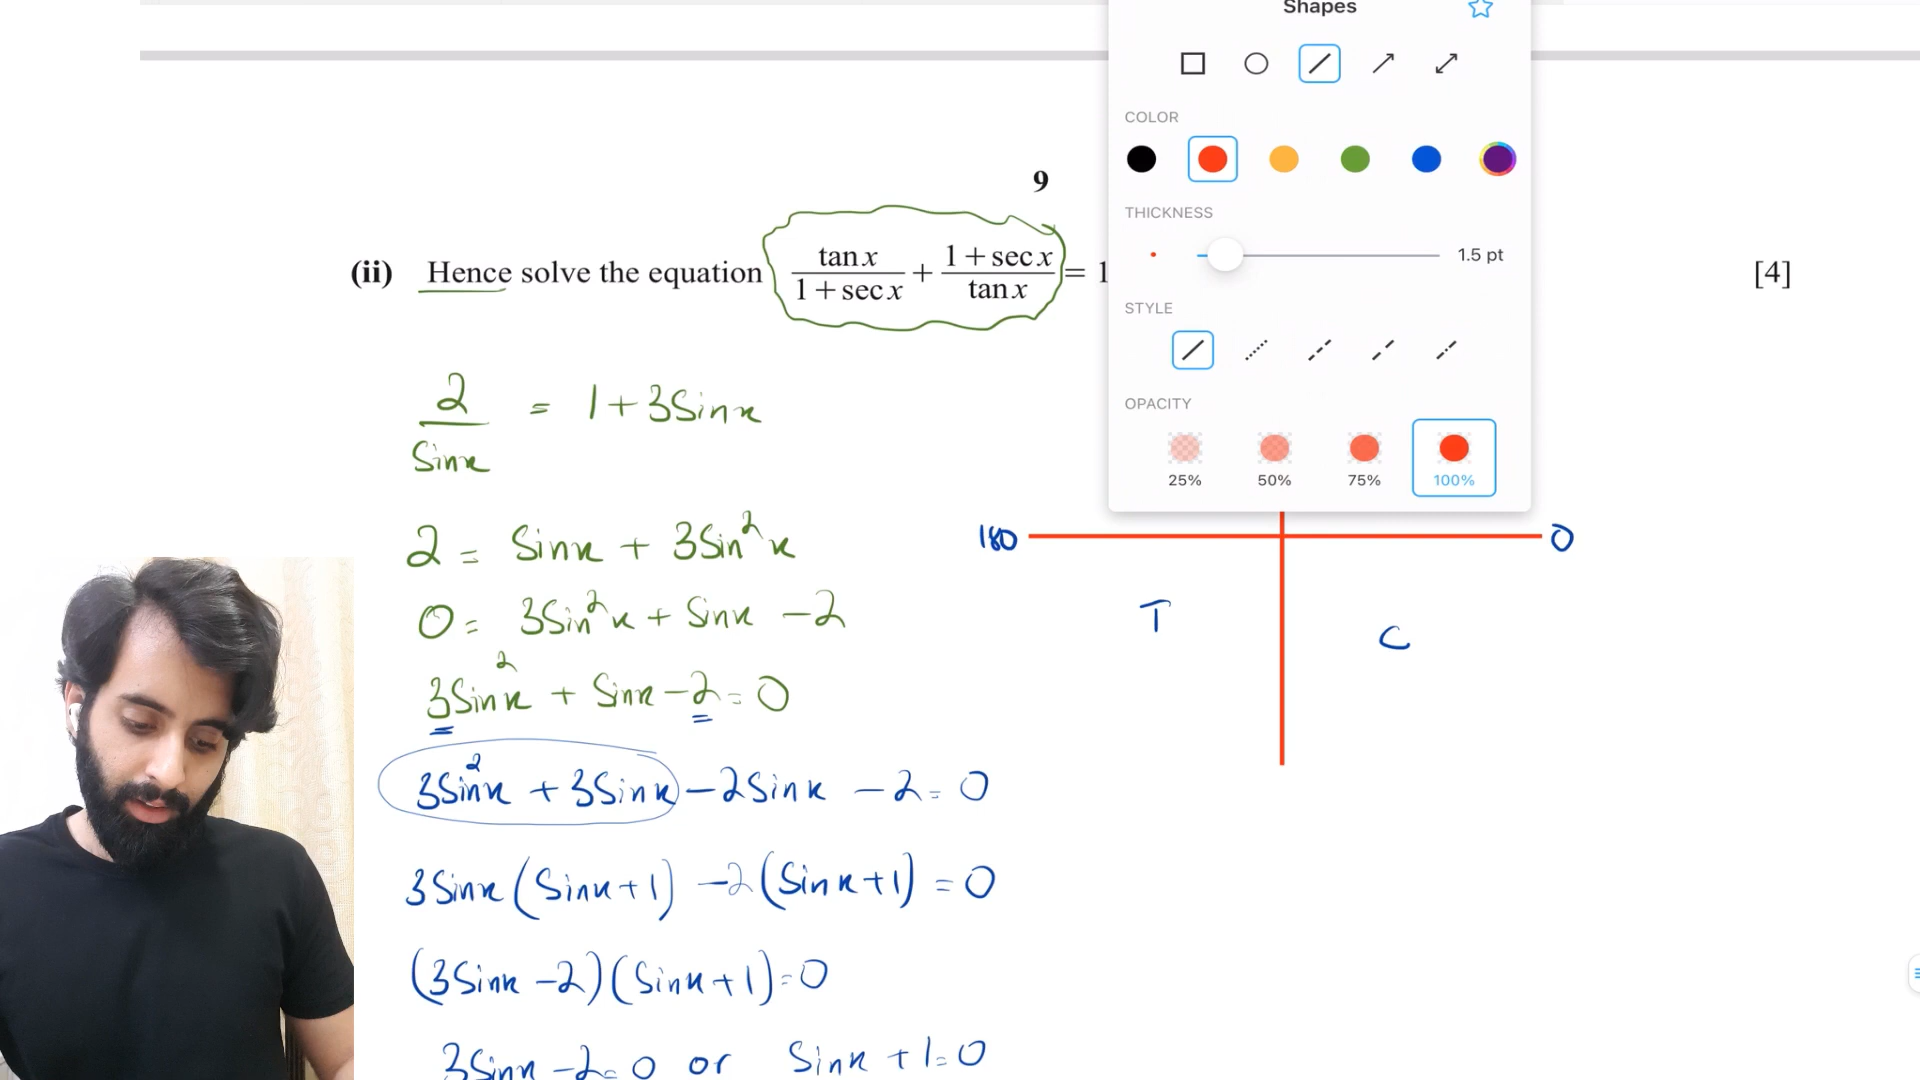 Shapes
COLOR
THICKNESS
1.5 pt
STYLE
OPACITY
25% 50% 75% 100%
9
(ii) Hence solve the equation tan x / 1 + sec x + 1 + sec x / tan x = 1 [4]
2 / Sinx = 1 + 3Sinx
2 = Sinx + 3Sin²x
0 = 3Sin²x + Sinx - 2
3Sin²x + Sinx - 2 = 0
3Sin²x + 3Sinx - 2Sinx - 2 = 0
3Sinx (Sinx + 1) - 2 (Sinx + 1) = 0
(3Sinx - 2)(Sinx + 1) = 0
3Sinx - 2 = 0 or Sinx + 1 = 0
180 0
T C